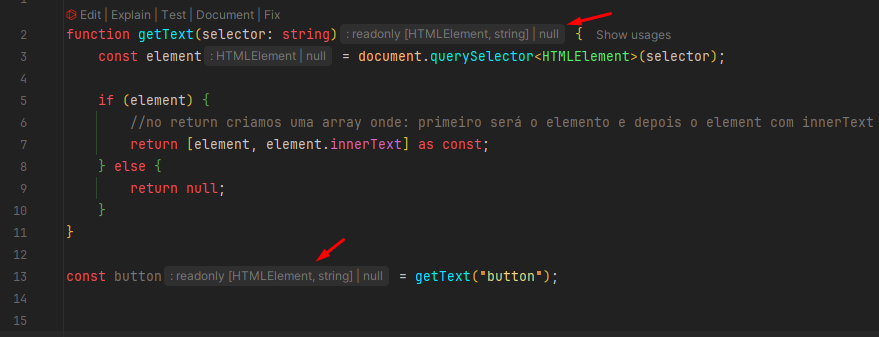 1
Edit | Explain | Test | Document | Fix
2 function getText(selector: string) : readonly [HTMLElement, string] | null { Show usages
3 const element : HTMLElement | null = document.querySelector<HTMLElement>(selector);
4
5 if (element) {
6 //no return criamos uma array onde: primeiro será o elemento e depois o element com innerText
7 return [element, element.innerText] as const;
8 } else {
9 return null;
10 }
11 }
12
13 const button : readonly [HTMLElement, string] | null = getText("button");
14
15